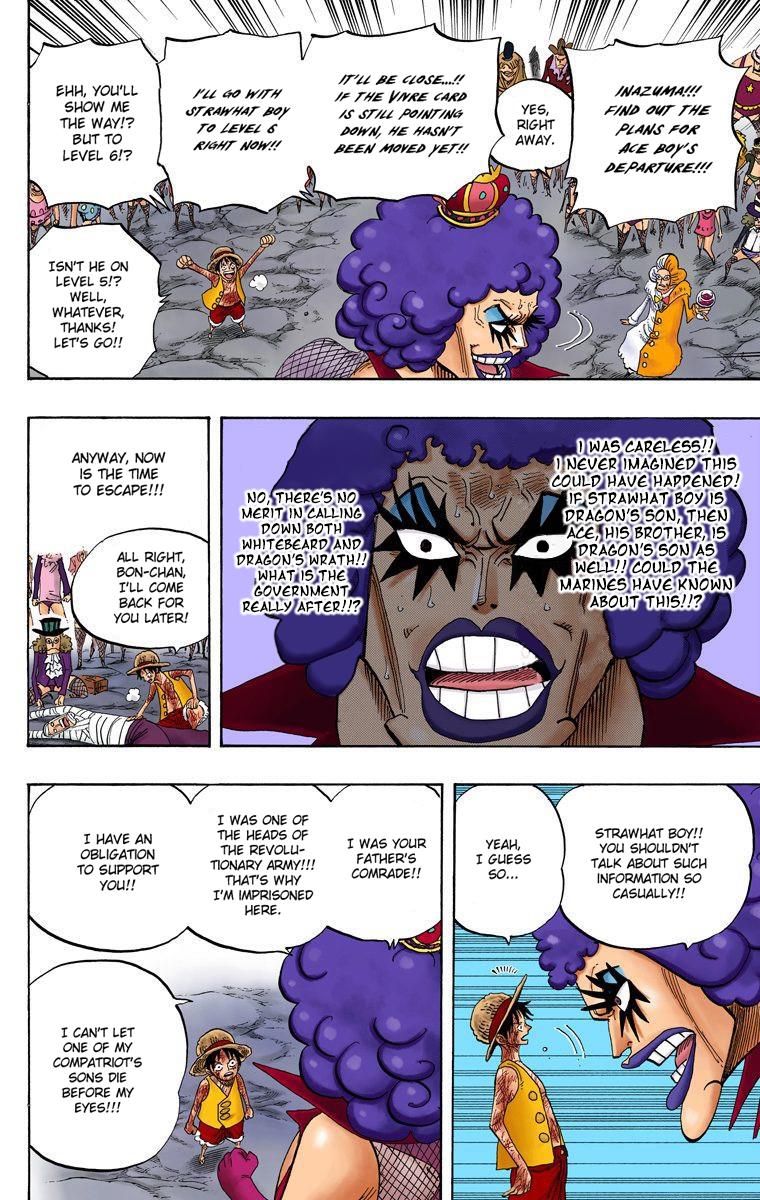 INAZUMA!!!
FIND OUT THE
PLANS FOR
ACE BOY'S
DEPARTURE!!!
YES,
RIGHT
AWAY.
IT'LL BE CLOSE...!!
IF THE VIVRE CARD
IS STILL POINTING
DOWN, HE HASN'T
BEEN MOVED YET!!
I'LL GO WITH
STRAWHAT BOY
TO LEVEL 6
RIGHT NOW!!
EHH, YOU'LL
SHOW ME
THE WAY!?
BUT TO
LEVEL 6!?
ISN'T HE ON
LEVEL 5!?
WELL,
WHATEVER,
THANKS!
LET'S GO!!
I WAS CARELESS!!
I NEVER IMAGINED THIS
COULD HAVE HAPPENED!
IF STRAWHAT BOY IS
DRAGON'S SON, THEN
ACE, HIS BROTHER, IS
DRAGON'S SON AS
WELL!! COULD THE
MARINES HAVE KNOWN
ABOUT THIS!!?
NO, THERE'S NO
MERIT IN CALLING
DOWN BOTH
WHITEBEARD AND
DRAGON'S WRATH!!
WHAT IS THE
GOVERNMENT
REALLY AFTER!!?
ANYWAY, NOW
IS THE TIME
TO ESCAPE!!!
ALL RIGHT,
BON-CHAN,
I'LL COME
BACK FOR
YOU LATER!
STRAWHAT BOY!!
YOU SHOULDN'T
TALK ABOUT SUCH
INFORMATION SO
CASUALLY!!
YEAH,
I GUESS
SO...
I WAS YOUR
FATHER'S
COMRADE!!
I WAS ONE OF
THE HEADS OF
THE REVOLU-
TIONARY ARMY!!!
THAT'S WHY
I'M IMPRISONED
HERE.
I HAVE AN
OBLIGATION
TO SUPPORT
YOU!!
I CAN'T LET
ONE OF MY
COMPATRIOT'S
SONS DIE
BEFORE MY
EYES!!!